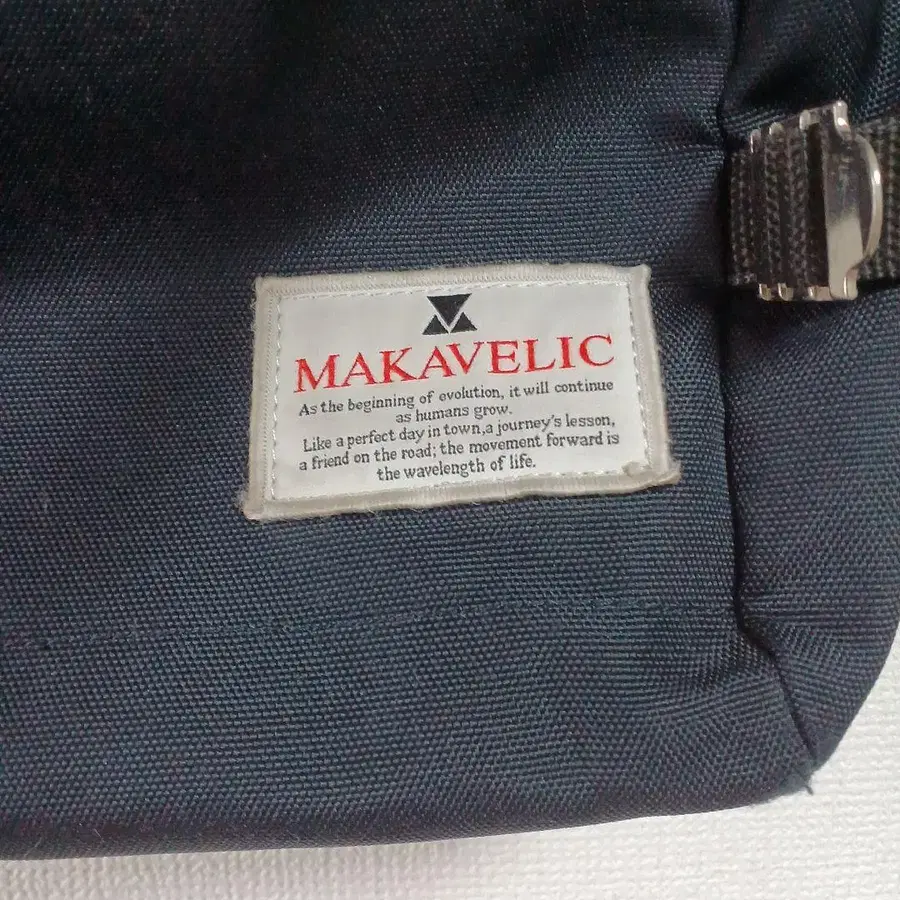 MAKAVELIC
As the beginning of evolution, it will continue
as humans grow.
Like a perfect day in town,a journey's lesson,
a friend on the road; the movement forward is
the wavelength of life.